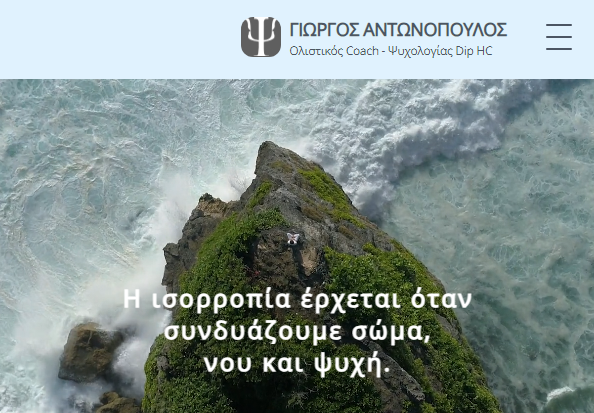 ΓΙΩΡΓΟΣ ΑΝΤΩΝΟΠΟΥΛΟΣ
Ολιστικός Coach - Ψυχολογίας Dip HC
Η ισορροπία έρχεται όταν
συνδυάζουμε σώμα,
νου και ψυχή.